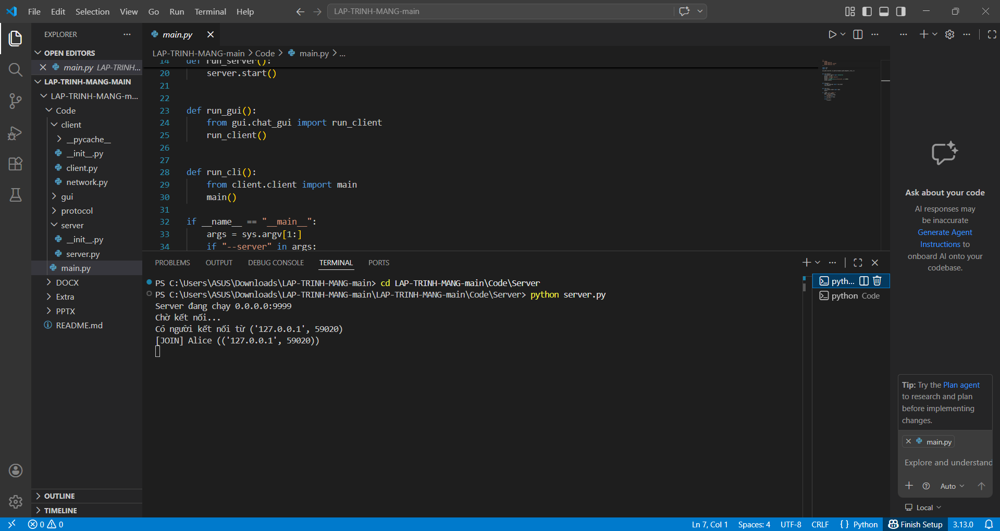 File Edit Selection View Go Run Terminal Help
LAP-TRINH-MANG-main
EXPLORER
OPEN EDITORS
main.py LAP-TRINH...
LAP-TRINH-MANG-MAIN
LAP-TRINH-MANG-m...
Code
client
__pycache__
__init__.py
client.py
network.py
gui
protocol
server
__init__.py
server.py
main.py
DOCX
Extra
PPTX
README.md
OUTLINE
TIMELINE
main.py
LAP-TRINH-MANG-main > Code > main.py > ...
14 def run_server():
20 server.start()
21
22
23 def run_gui():
24 from gui.chat_gui import run_client
25 run_client()
26
27
28 def run_cli():
29 from client.client import main
30 main()
31
32 if __name__ == "__main__":
33 args = sys.argv[1:]
34 if "--server" in args:
PROBLEMS OUTPUT DEBUG CONSOLE TERMINAL PORTS
PS C:\Users\ASUS\Downloads\LAP-TRINH-MANG-main> cd LAP-TRINH-MANG-main\Code\Server
PS C:\Users\ASUS\Downloads\LAP-TRINH-MANG-main\LAP-TRINH-MANG-main\Code\Server> python server.py
Server đang chạy 0.0.0.0:9999
Chờ kết nối...
Có người kết nối từ ('127.0.0.1', 59020)
[JOIN] Alice (('127.0.0.1', 59020))
pyth...
python Code
Ask about your code
AI responses may
be inaccurate
Generate Agent
Instructions to
onboard AI onto your
codebase.
Tip: Try the Plan agent
to research and plan
before implementing
changes.
main.py
Explore and understand
Auto
Local
0 0
Ln 7, Col 1 Spaces: 4 UTF-8 CRLF {} Python Finish Setup 3.13.0